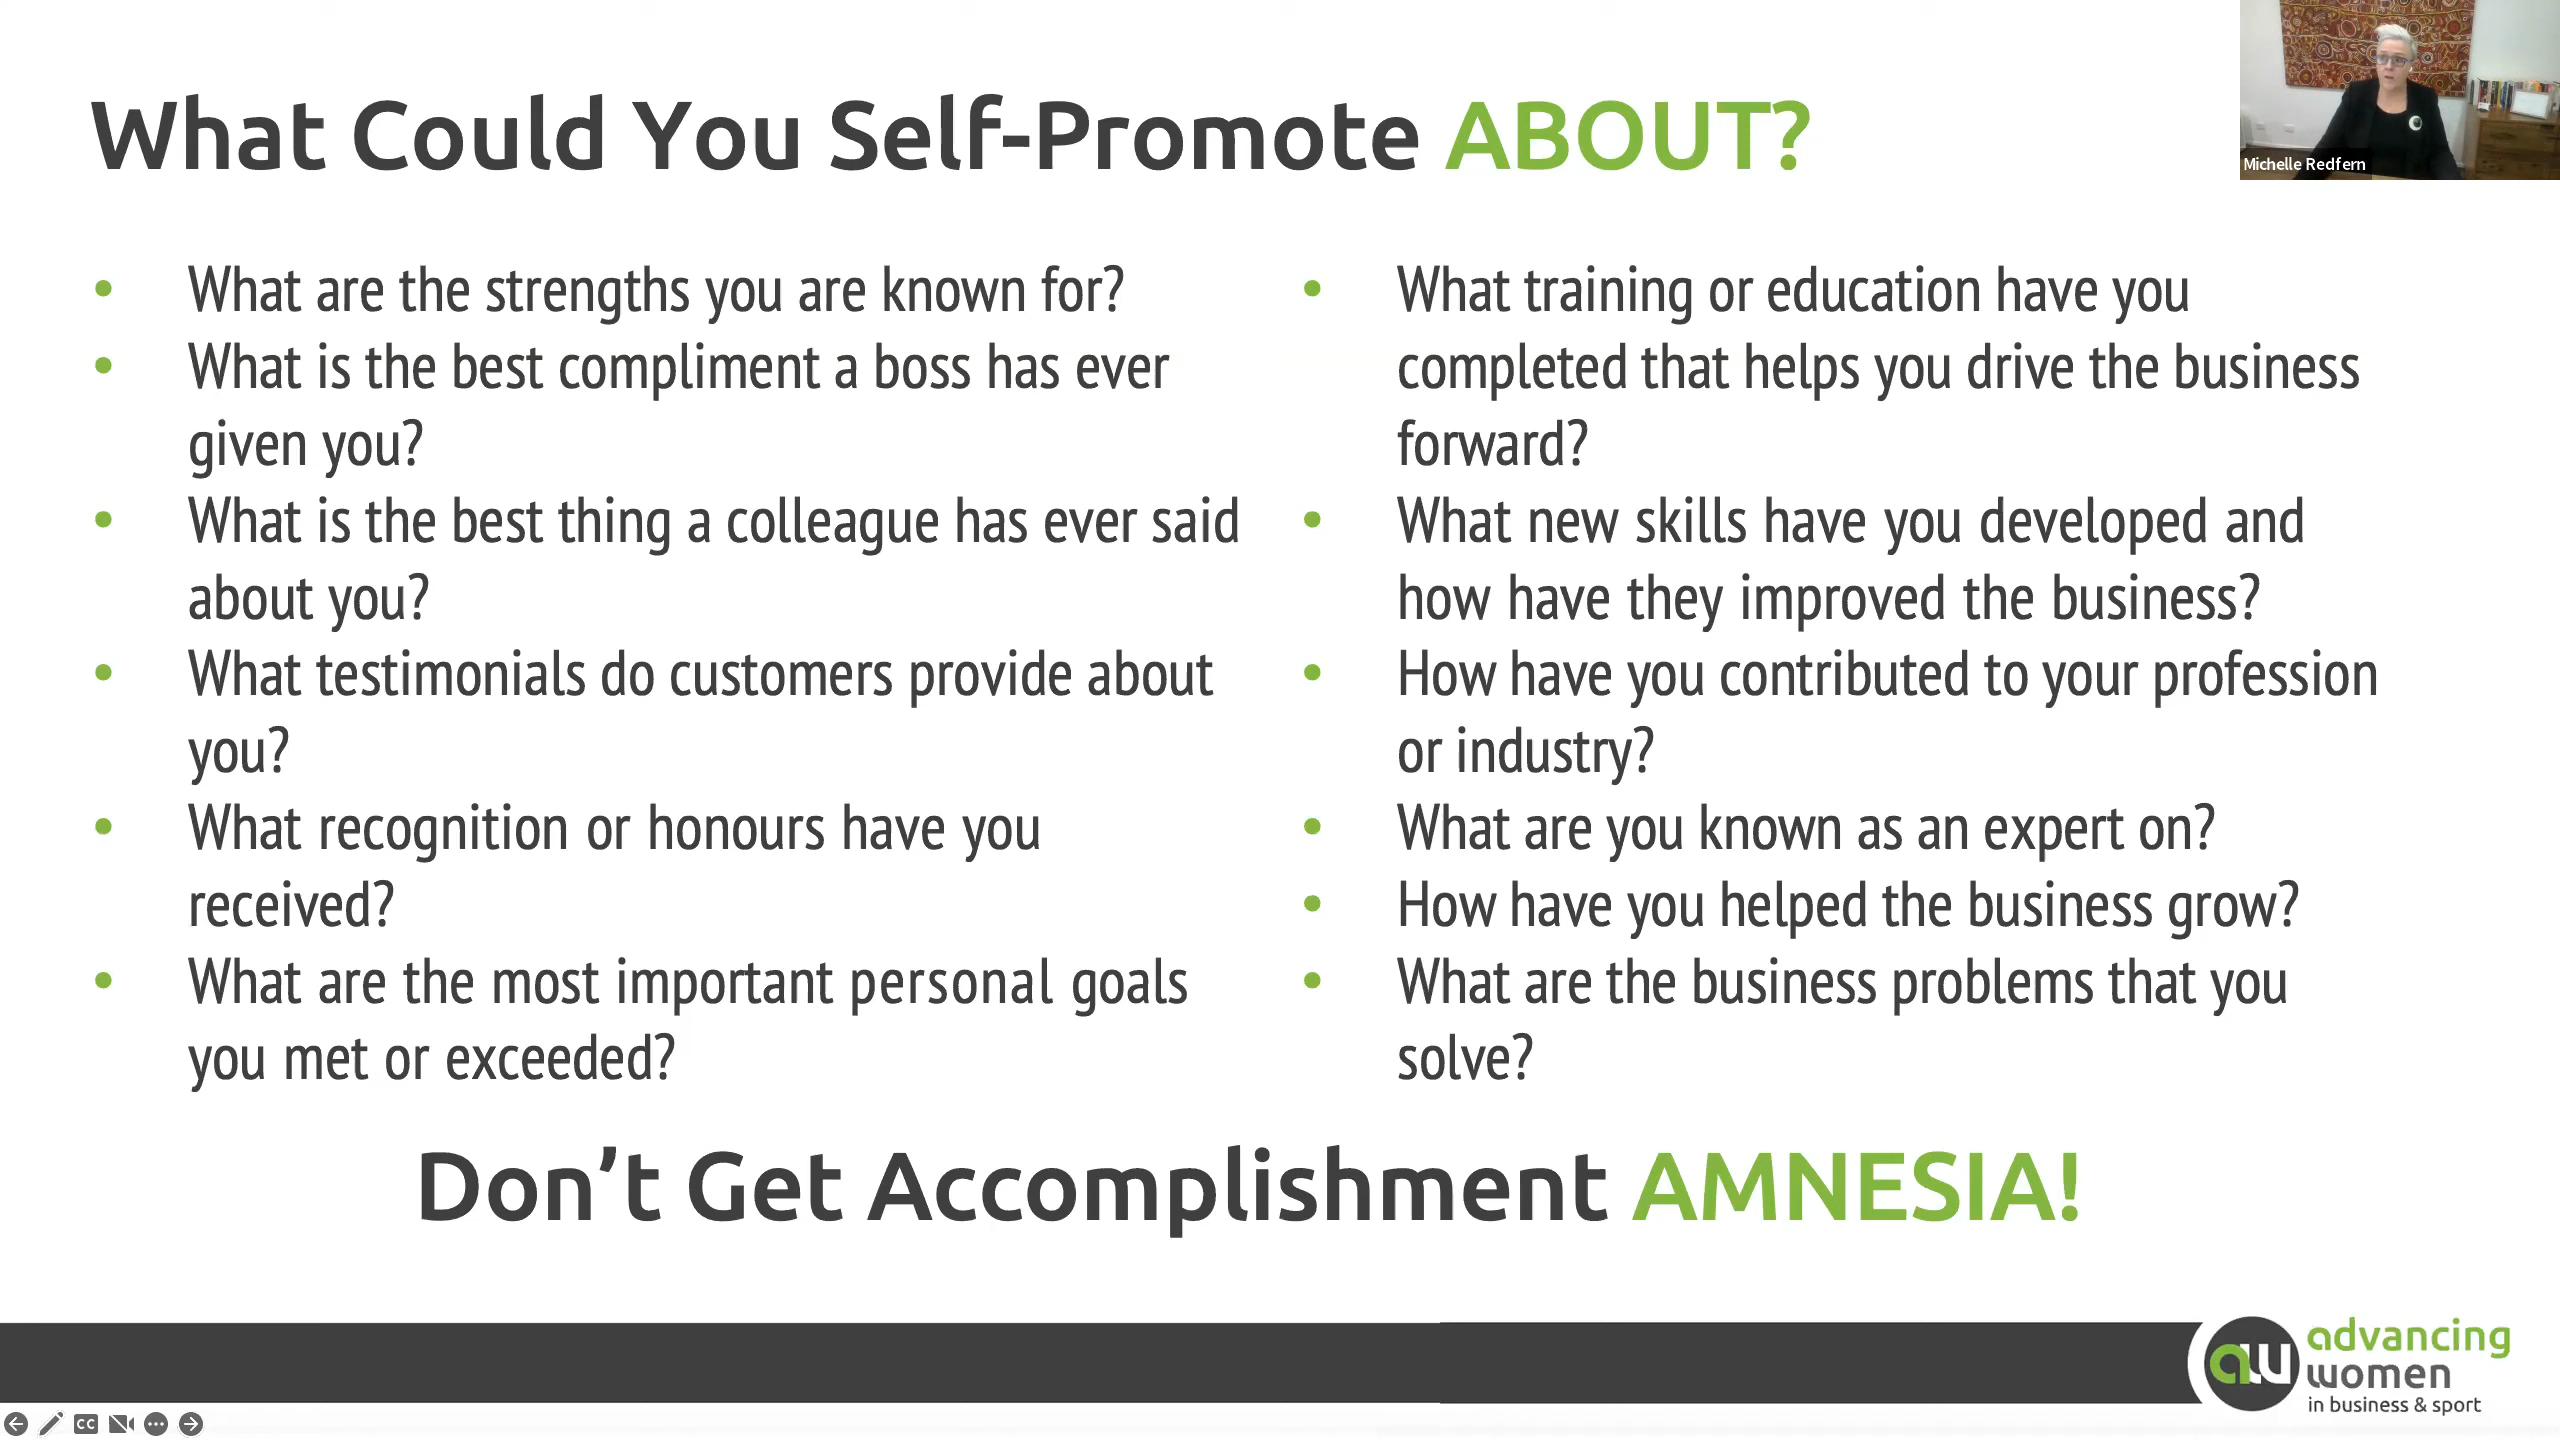 What Could You Self-Promote ABOUT?
Michelle Redfern
• What are the strengths you are known for?
• What is the best compliment a boss has ever
given you?
• What is the best thing a colleague has ever said
about you?
• What testimonials do customers provide about
you?
• What recognition or honours have you
received?
• What are the most important personal goals
you met or exceeded?
• What training or education have you
completed that helps you drive the business
forward?
• What new skills have you developed and
how have they improved the business?
• How have you contributed to your profession
or industry?
• What are you known as an expert on?
• How have you helped the business grow?
• What are the business problems that you
solve?
Don’t Get Accomplishment AMNESIA!
aw
advancing
women
in business & sport
CC